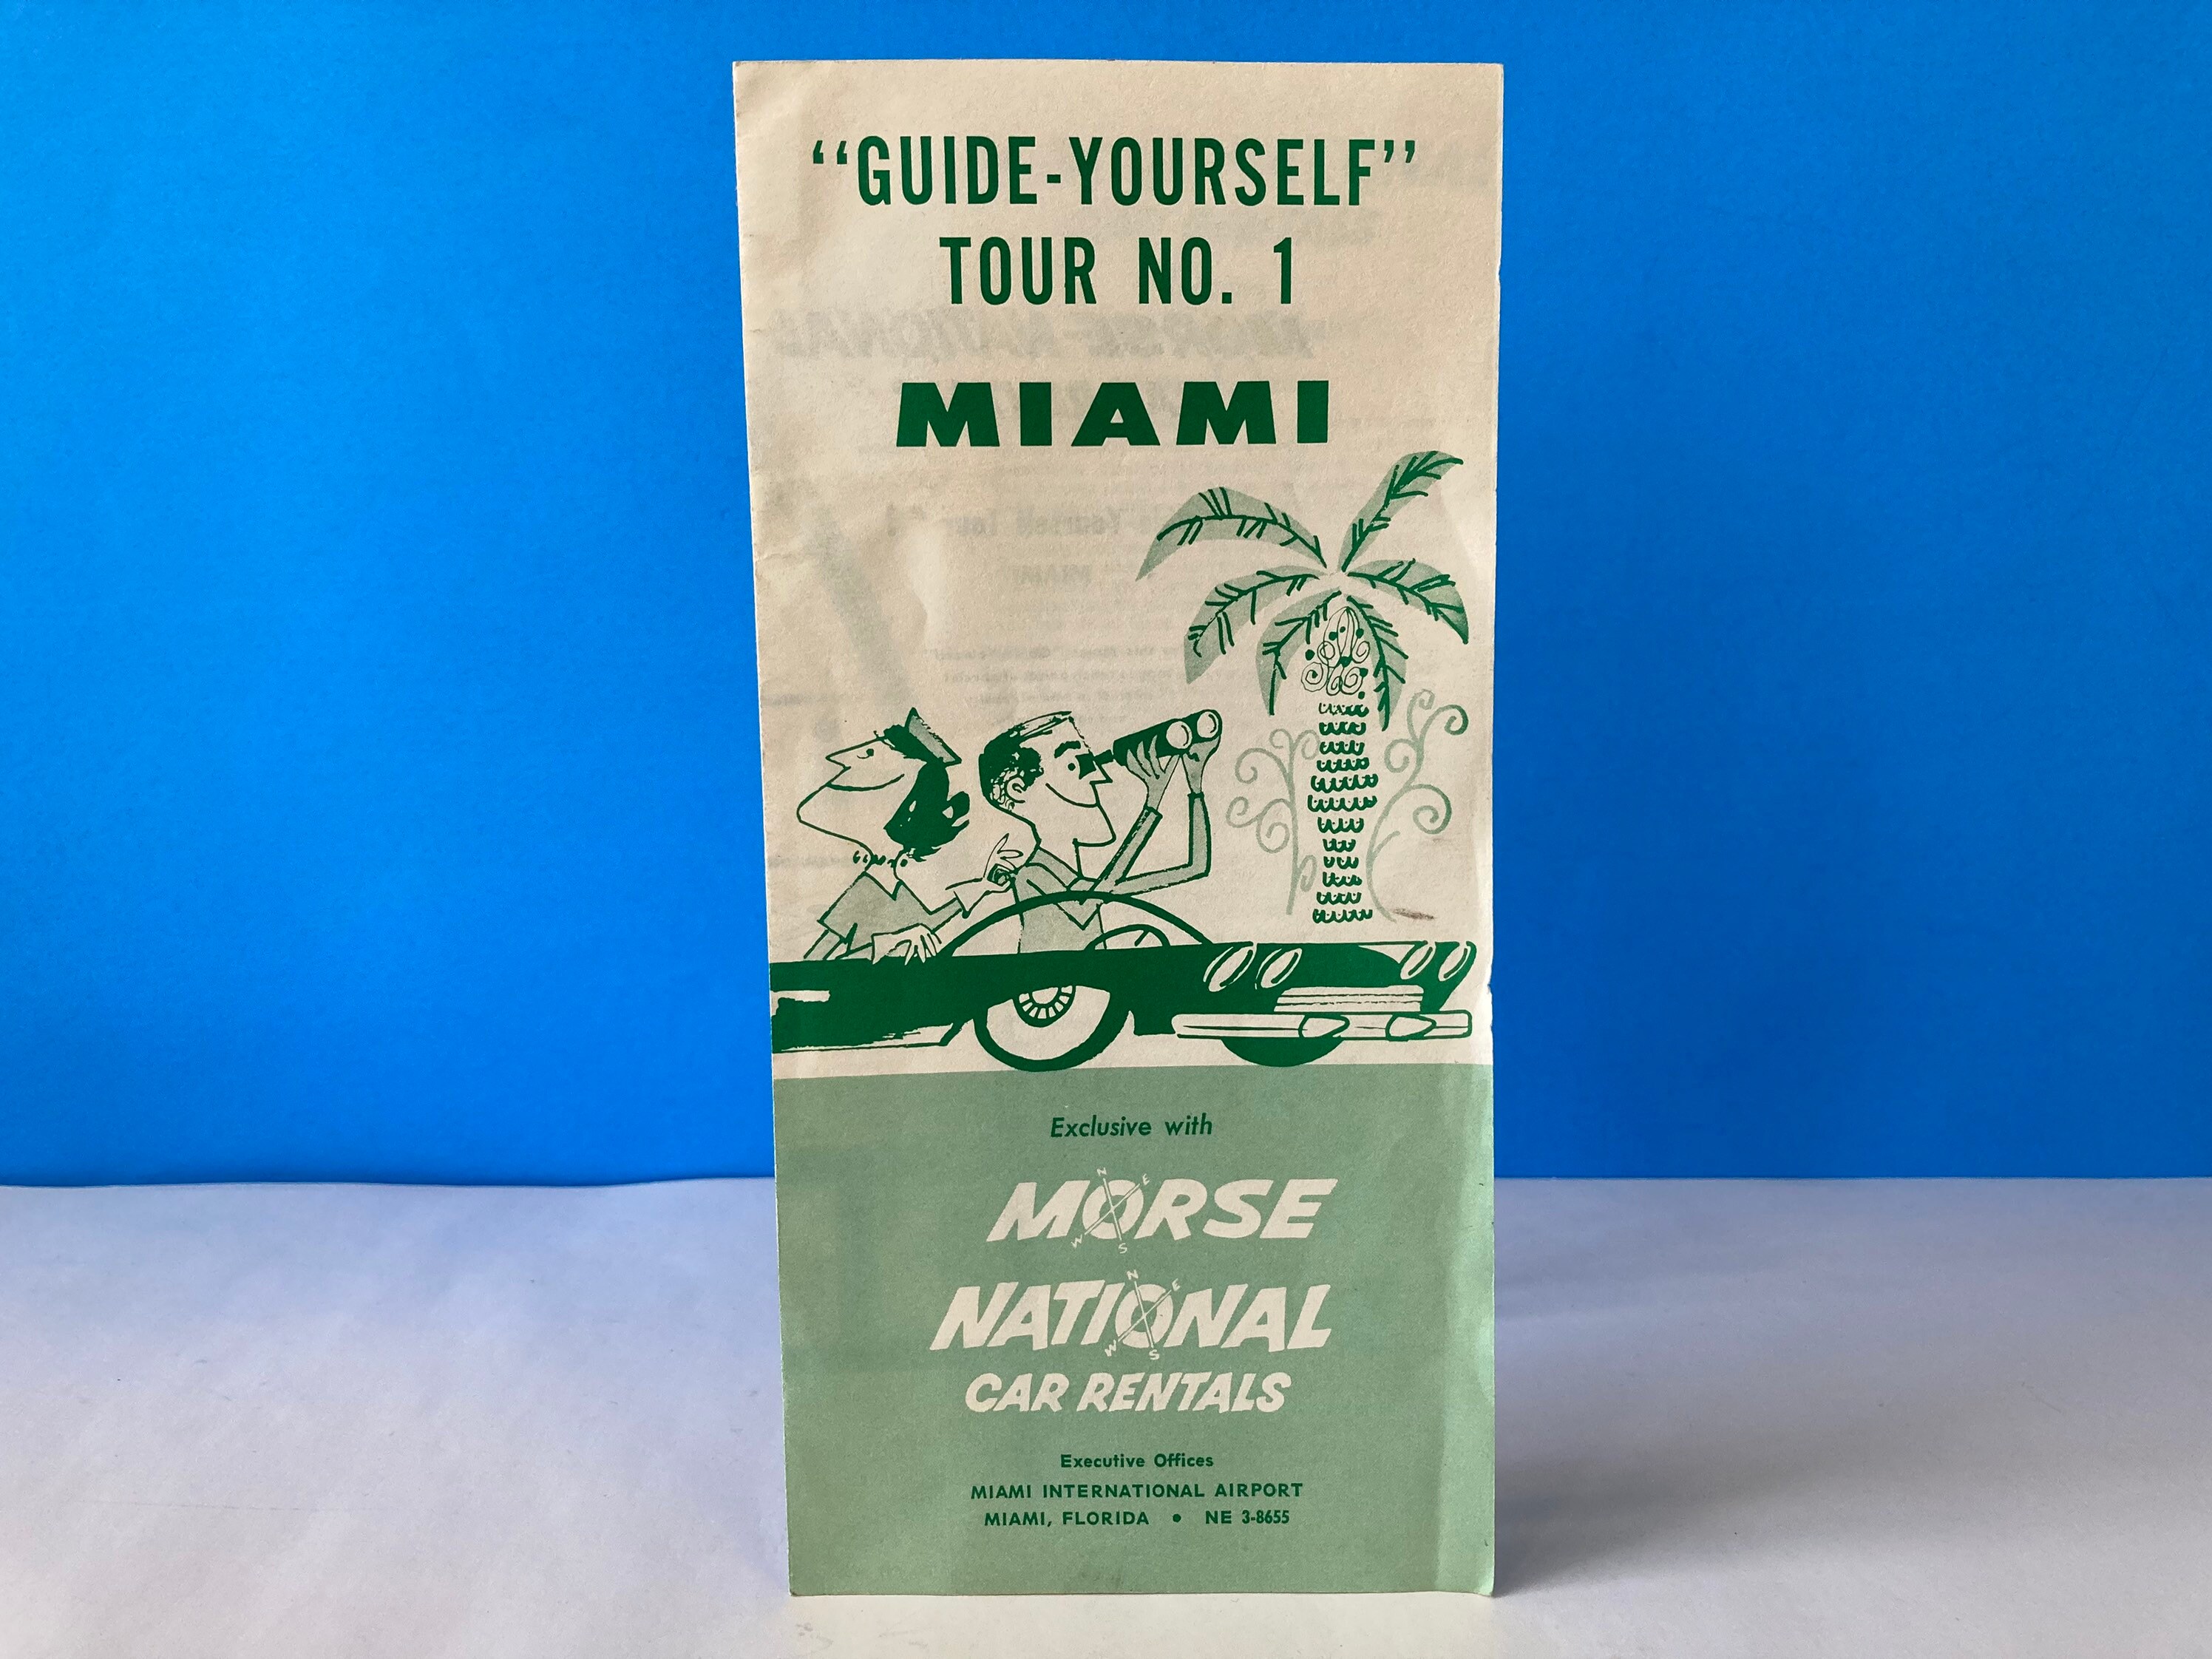 “GUIDE-YOURSELF”
TOUR NO. 1
MIAMI
Exclusive with
MORSE
N E W S
NATIONAL
N E W S
CAR RENTALS
Executive Offices
MIAMI INTERNATIONAL AIRPORT
MIAMI, FLORIDA • NE 3-8655